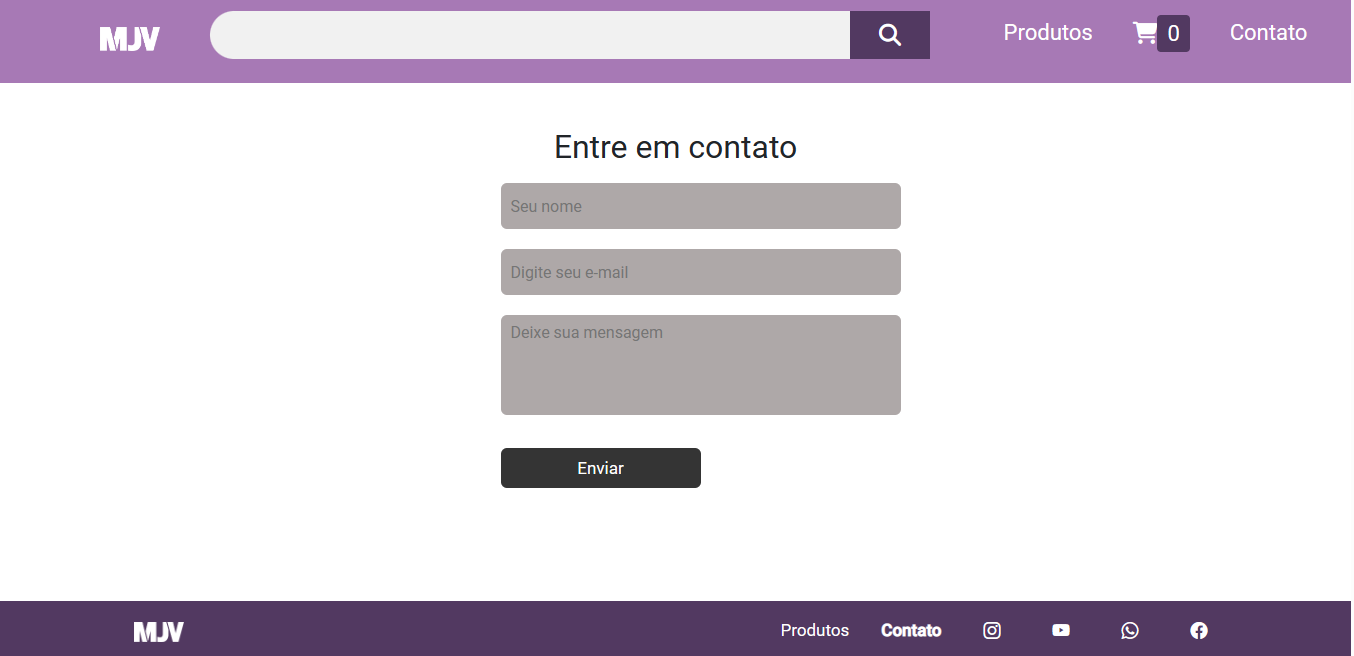 MJV
Produtos
0
Contato
Entre em contato
Seu nome
Digite seu e-mail
Deixe sua mensagem
Enviar
MJV
Produtos
Contato